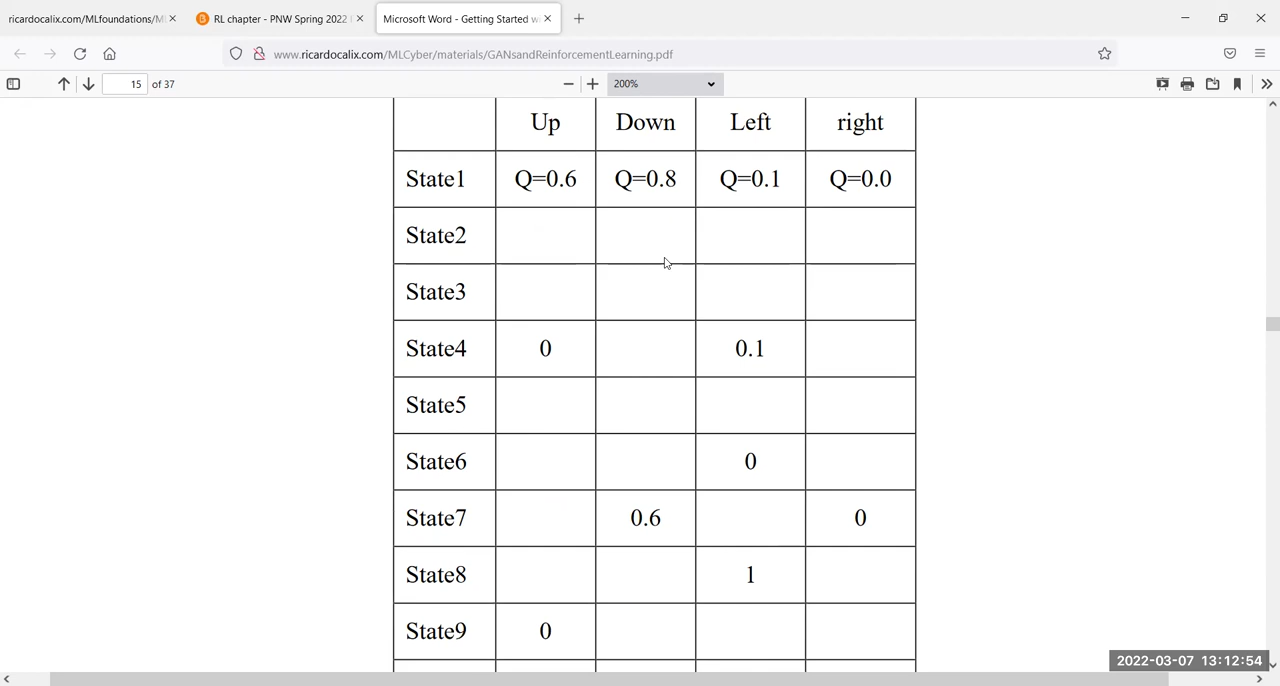 ricardocalix.com/MLfoundations/M
RL chapter - PNW Spring 2022
Microsoft Word - Getting Started w
www.ricardocalix.com/MLCyber/materials/GANsandReinforcementLearning.pdf
15 of 37
200%
Up Down Left right
State1 Q=0.6 Q=0.8 Q=0.1 Q=0.0
State2
State3
State4 0 0.1
State5
State6 0
State7 0.6 0
State8 1
State9 0
2022-03-07 13:12:54